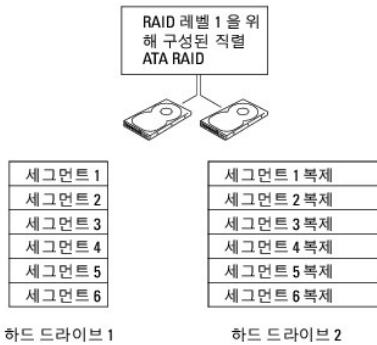 RAID 레벨 1 을 위
해 구성된 직렬
ATA RAID
세그먼트 1
세그먼트 2
세그먼트 3
세그먼트 4
세그먼트 5
세그먼트 6
하드 드라이브 1
세그먼트 1 복제
세그먼트 2 복제
세그먼트 3 복제
세그먼트 4 복제
세그먼트 5 복제
세그먼트 6 복제
하드 드라이브 2